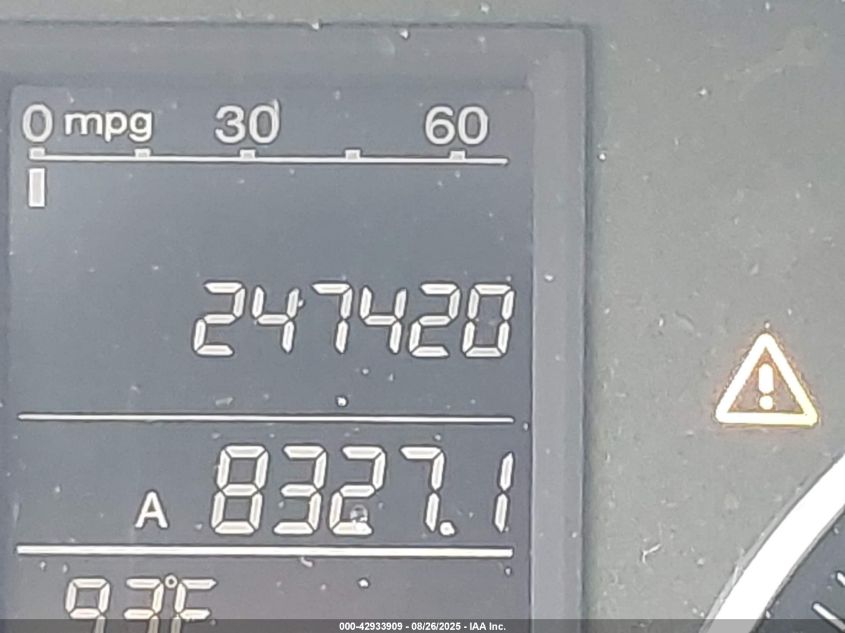 0 mpg 30 60
247420
A 8327.1
93°F
000-42933909 - 08/26/2025 - IAA Inc.